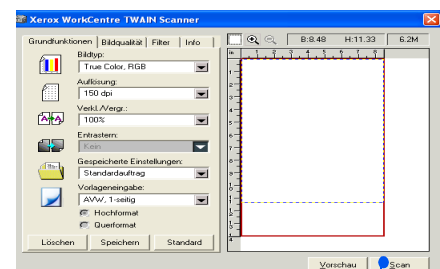 Xerox WorkCentre TWAIN Scanner
Grundfunktionen Bildqualität Filter Info
B:8.48 H:11.33 6.2M
Bildtyp:
True Color, RGB
Auflösung:
150 dpi
Verkl./Vergr.:
100%
Entrastern:
Kein
Gespeicherte Einstellungen:
Standardauftrag
Vorlageneingabe:
AVW, 1-seitig
Hochformat
Querformat
Löschen Speichern Standard
Vorschau Scan